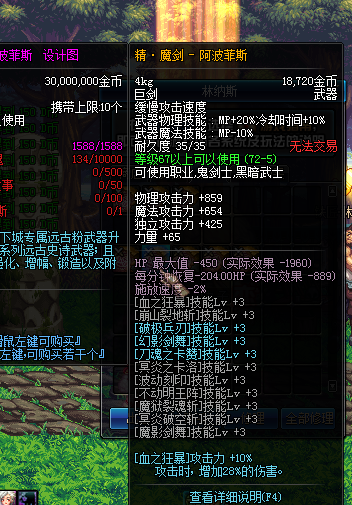 波菲斯 设计图
30,000,000金币
携带上限10个
使用
1588/1588
134/10000
0/500
0/50
0/100
0/1
下城专属远古粉武器升
系列远古史诗武器，且
强化、增幅、锻造以及附
鼠左键可购买』
左键,可购买若干个』
精·魔剑 - 阿波菲斯
4kg
18,720金币
巨剑
武器
缓慢攻击速度
武器物理技能：MP+20%冷却时间+10%
武器魔法技能：MP-10%
耐久度 35/35
无法交易
等级67以上可以使用 (72-5)
可使用职业,鬼剑士,黑暗武士
物理攻击力 +859
魔法攻击力 +654
独立攻击力 +425
力量 +65
HP 最大值 -450 (实际效果 -1960)
每分钟恢复-204.00HP (实际效果 -889)
施放速度 -2%
[血之狂暴]技能Lv +3
[崩山裂地斩]技能Lv +3
[破极兵刃]技能Lv +3
[幻影剑舞]技能Lv +3
[刀魂之卡赞]技能Lv +3
[冥炎之卡洛]技能Lv +3
[波动刻印]技能Lv +3
[不动明王阵]技能Lv +3
[魔狱裂魂斩]技能Lv +3
[冥炎破空斩]技能Lv +3
[魔影剑舞]技能Lv +3
[血之狂暴]攻击力 +10%
攻击时，增加28%的伤害。
查看详细说明(F4)
林纳斯
全部修理